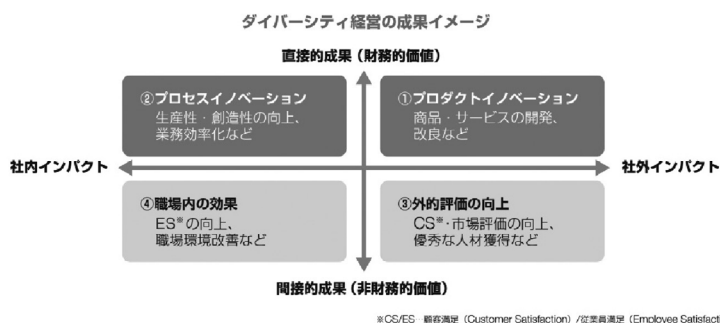 ダイバーシティ経営の成果イメージ
直接的成果（財務的価値）
②プロセスイノベーション
生産性・創造性の向上、
業務効率化など
①プロダクトイノベーション
商品・サービスの開発、
改良など
社内インパクト
社外インパクト
④職場内の効果
ES※の向上、
職場環境改善など
③外的評価の向上
CS※・市場評価の向上、
優秀な人材獲得など
間接的成果（非財務的価値）
※CS/ES…顧客満足（Customer Satisfaction）/従業員満足（Employee Satisfacti